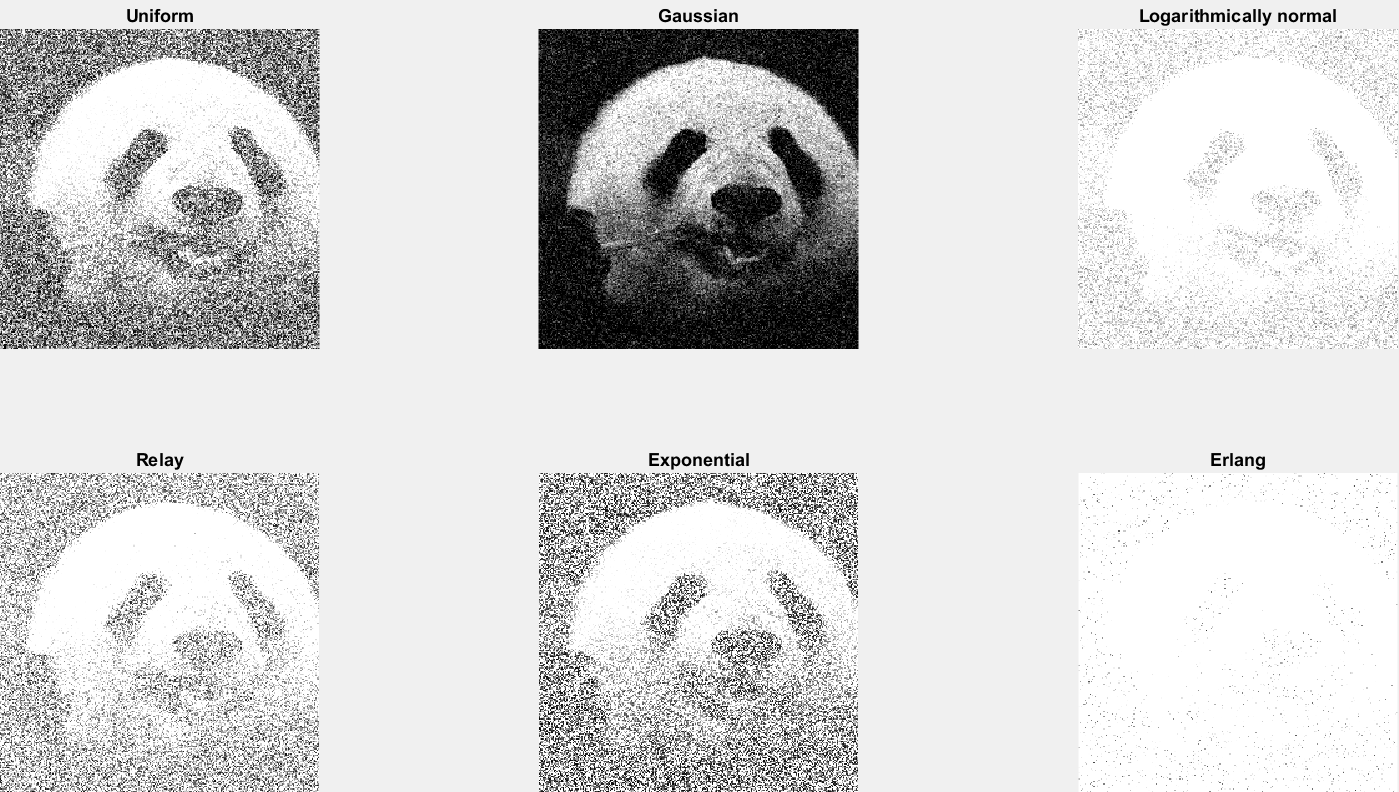 Uniform
Gaussian
Logarithmically normal
Relay
Exponential
Erlang